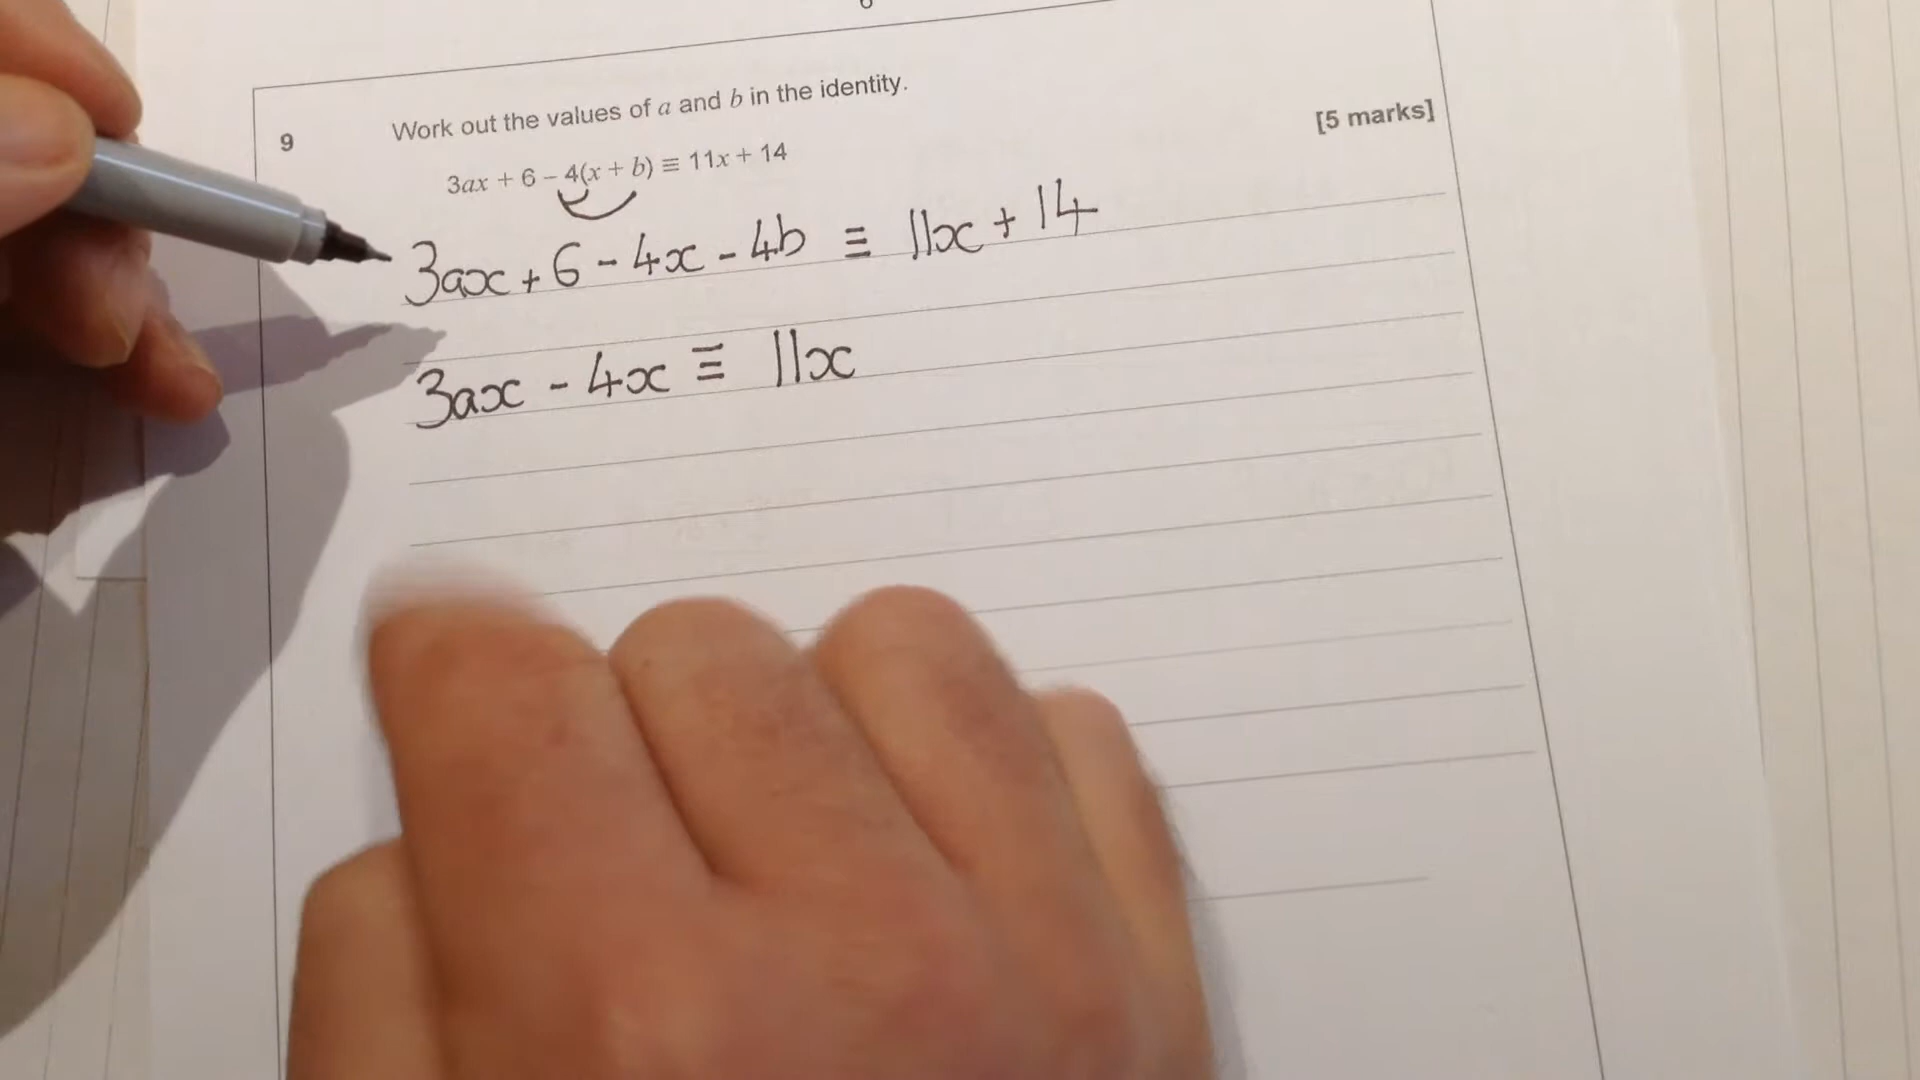 9 Work out the values of a and b in the identity.
[5 marks]
3ax + 6 – 4(x + b) ≡ 11x + 14
3ax + 6 - 4x - 4b ≡ 11x + 14
3ax - 4x ≡ 11x